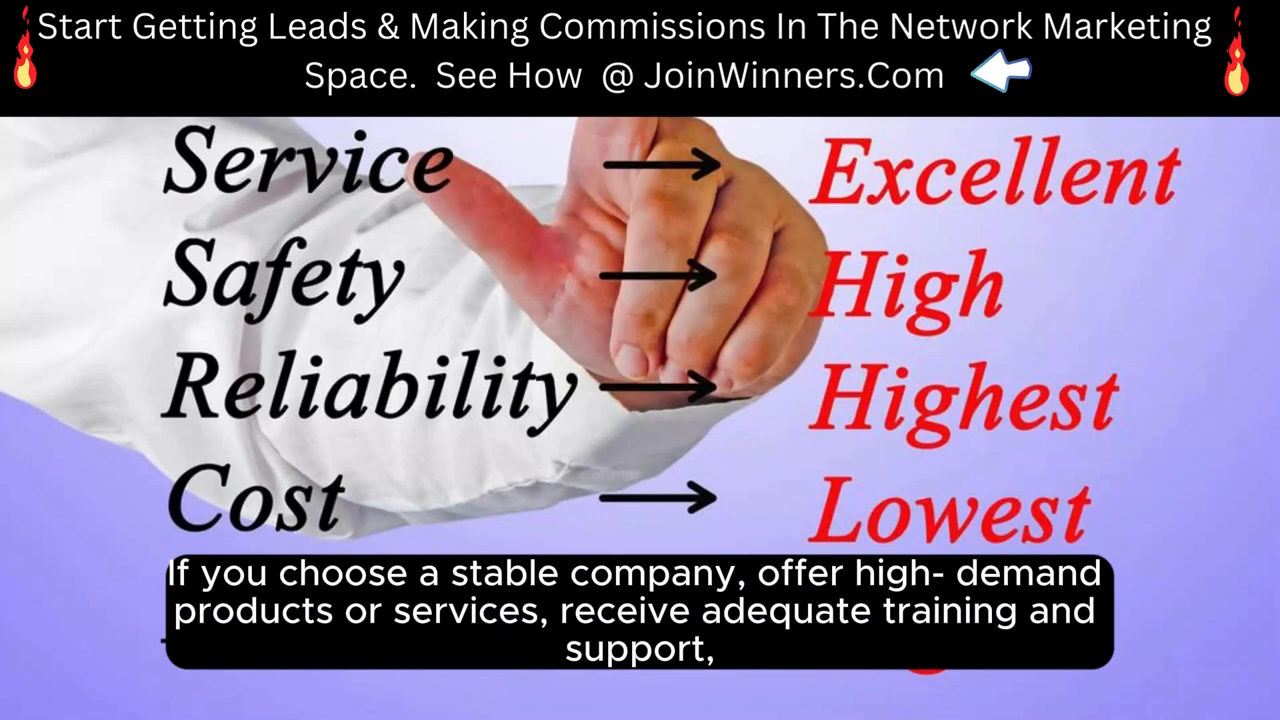 Start Getting Leads & Making Commissions In The Network Marketing
Space. See How @ JoinWinners.Com
Service → Excellent
Safety → High
Reliability → Highest
Cost → Lowest
If you choose a stable company, offer high- demand
products or services, receive adequate training and
support,